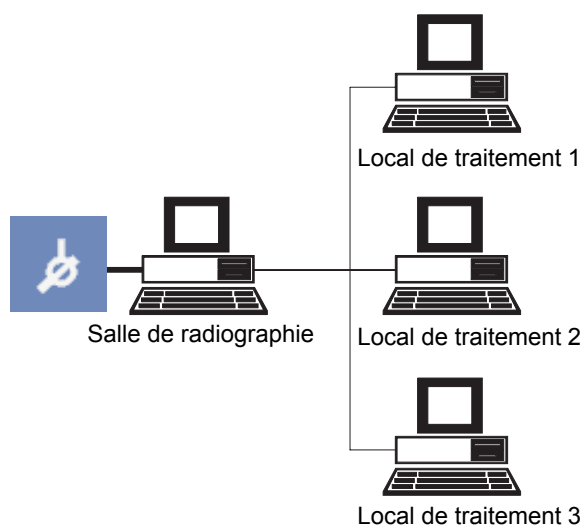 Local de traitement 1
Salle de radiographie
Local de traitement 2
Local de traitement 3